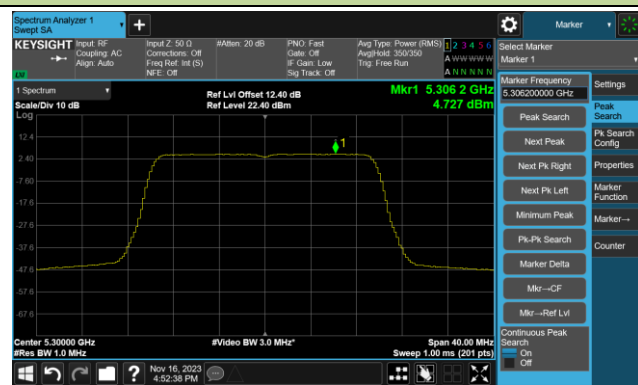 Spectrum Analyzer 1
Swept SA
+
Marker
KEYSIGHT
Input: RF
Coupling: AC
Align: Auto
Input Z: 50 Ω
Corrections: Off
Freq Ref: Int (S)
NFE: Off
#Atten: 20 dB
PNO: Fast
Gate: Off
IF Gain: Low
Sig Track: Off
Avg Type: Power (RMS)
Avg|Hold: 350/350
Trig: Free Run
1 2 3 4 5 6
A W W W W W
A N N N N N
LXI
Select Marker
Marker 1
1 Spectrum
Scale/Div 10 dB
Log
Ref Lvl Offset 12.40 dB
Ref Level 22.40 dBm
Mkr1 5.306 2 GHz
4.727 dBm
1
12.4
2.40
-7.60
-17.6
-27.6
-37.6
-47.6
-57.6
-67.6
Center 5.30000 GHz
#Res BW 1.0 MHz
#Video BW 3.0 MHz*
Span 40.00 MHz
Sweep 1.00 ms (201 pts)
Marker Frequency
5.306200000 GHz
Peak Search
Next Peak
Next Pk Right
Next Pk Left
Minimum Peak
Pk-Pk Search
Marker Delta
Mkr→CF
Mkr→Ref Lvl
Continuous Peak
Search
On
Off
Settings
Peak
Search
Pk Search
Config
Properties
Marker
Function
Marker→
Counter
?
Nov 16, 2023
4:52:38 PM